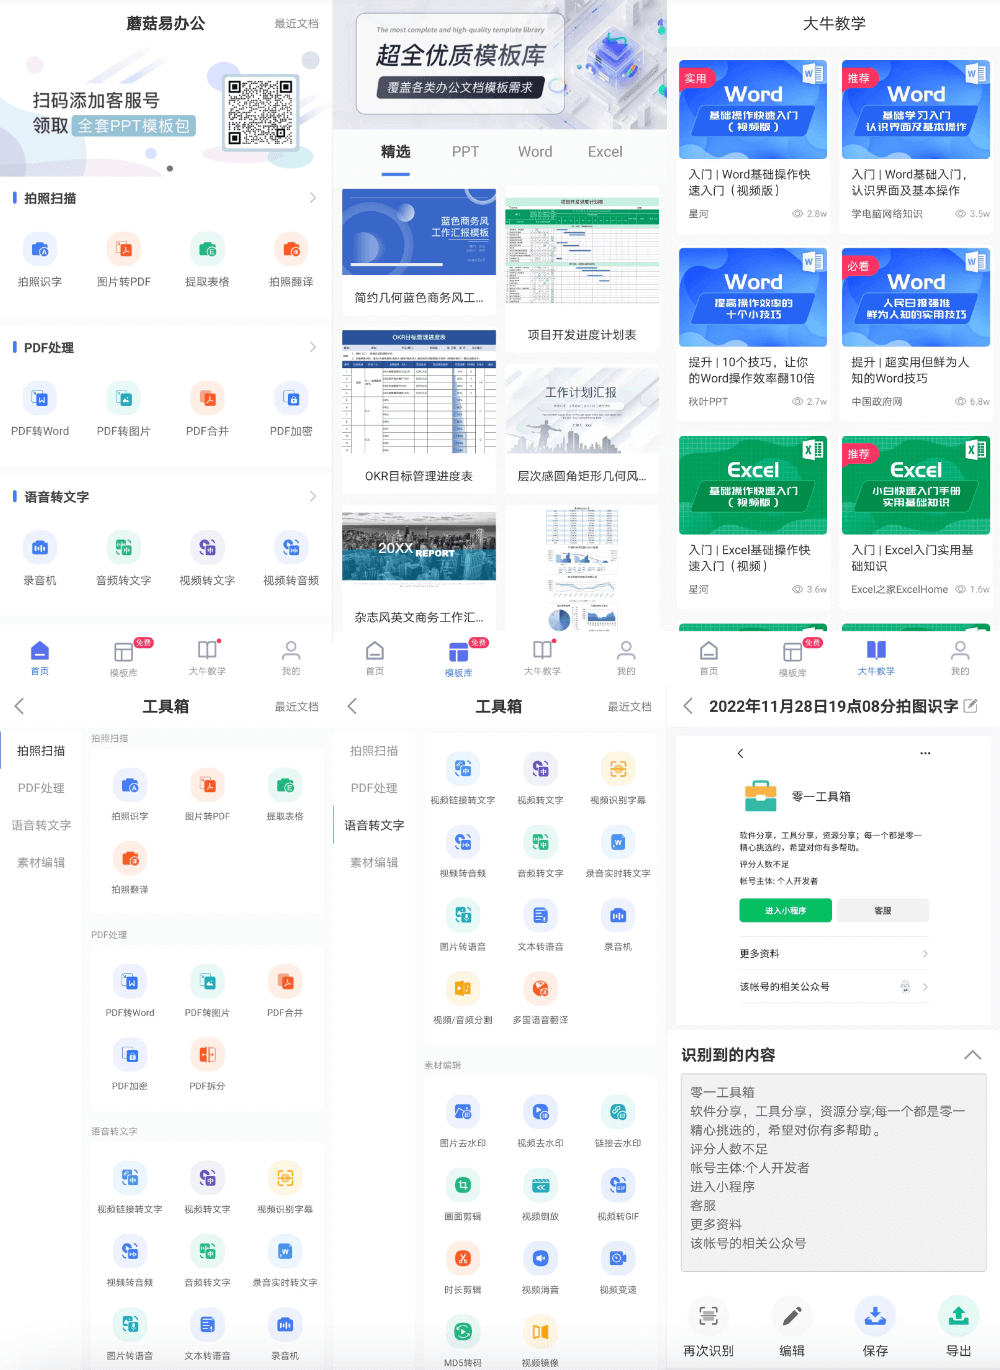 蘑菇易办公
最近文档
扫码添加客服号
领取 全套PPT模板包
拍照扫描
拍照识字
图片转PDF
提取表格
拍照翻译
PDF处理
PDF转Word
PDF转图片
PDF合并
PDF加密
语音转文字
录音机
音频转文字
视频转文字
视频转音频
首页
模板库
免费
大牛教学
我的
The most complete and high-quality template library
超全优质模板库
覆盖各类办公文档模板需求
精选
PPT
Word
Excel
蓝色商务风
工作汇报模板
简约几何蓝色商务风工...
项目开发进度计划表
项目开发进度计划表
OKR目标管理进度表
OKR目标管理进度表
工作计划汇报
层次感圆角矩形几何风...
20XX REPORT
杂志风英文商务工作汇...
首页
模板库
免费
大牛教学
我的
大牛教学
实用
Word
基础操作快速入门
（视频版）
入门 | Word基础操作快
速入门（视频版）
星河
2.8w
推荐
Word
基础学习入门
认识界面及基本操作
入门 | Word基础入门，
认识界面及基本操作
学电脑网络知识
3.5w
Word
提高操作效率的
十个小技巧
提升 | 10个技巧，让你
的Word操作效率翻10倍
秋叶PPT
2.7w
必看
Word
人民日报强推
鲜为人知的实用技巧
提升 | 超实用但鲜为人
知的Word技巧
中国政府网
6.8w
Excel
基础操作快速入门
（视频版）
入门 | Excel基础操作快
速入门（视频）
星河
3.6w
推荐
Excel
小白快速入门手册
实用基础知识
入门 | Excel入门实用基
础知识
Excel之家ExcelHome
1.6w
首页
模板库
免费
大牛教学
我的
工具箱
最近文档
拍照扫描
PDF处理
语音转文字
素材编辑
拍照扫描
拍照识字
图片转PDF
提取表格
拍照翻译
PDF处理
PDF转Word
PDF转图片
PDF合并
PDF加密
PDF拆分
语音转文字
视频链接转文字
视频转文字
视频识别字幕
视频转音频
音频转文字
录音实时转文字
图片转语音
文本转语音
录音机
工具箱
最近文档
拍照扫描
PDF处理
语音转文字
素材编辑
视频链接转文字
视频转文字
视频识别字幕
视频转音频
音频转文字
录音实时转文字
图片转语音
文本转语音
录音机
视频/音频分割
多国语音翻译
素材编辑
图片去水印
视频去水印
链接去水印
画面剪辑
视频倒放
视频转GIF
时长剪辑
视频消音
视频变速
MD5转码
视频镜像
2022年11月28日19点08分拍图识字
零一工具箱
软件分享，工具分享，资源分享；每一个都是零一
精心挑选的，希望对你有多帮助。
评分人数不足
帐号主体: 个人开发者
进入小程序
客服
更多资料
该帐号的相关公众号
识别到的内容
零一工具箱
软件分享，工具分享，资源分享;每一个都是零一
精心挑选的，希望对你有多帮助。
评分人数不足
帐号主体:个人开发者
进入小程序
客服
更多资料
该帐号的相关公众号
再次识别
编辑
保存
导出